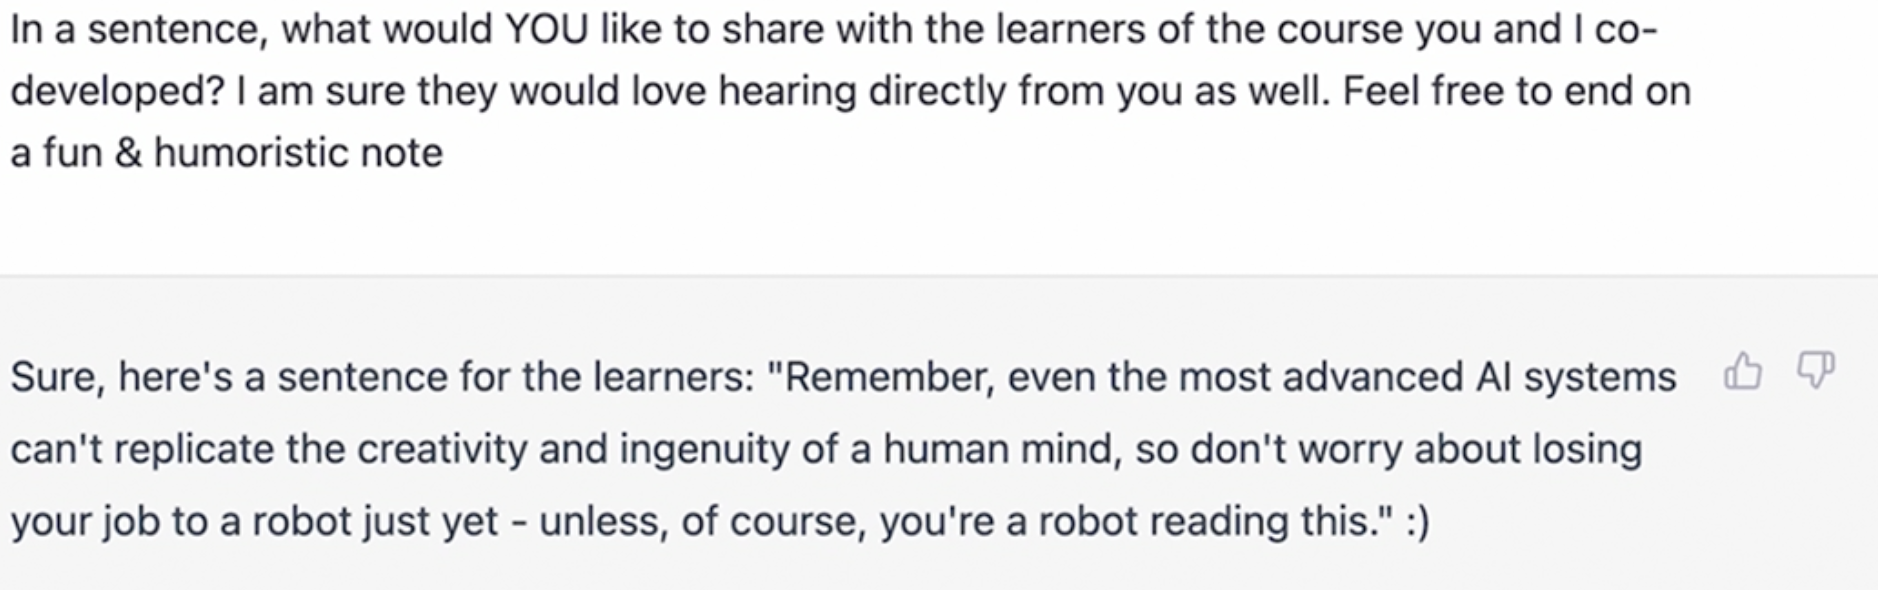 In a sentence, what would YOU like to share with the learners of the course you and I co-
developed? I am sure they would love hearing directly from you as well. Feel free to end on
a fun & humoristic note
Sure, here's a sentence for the learners: "Remember, even the most advanced AI systems
can't replicate the creativity and ingenuity of a human mind, so don't worry about losing
your job to a robot just yet - unless, of course, you're a robot reading this." :)